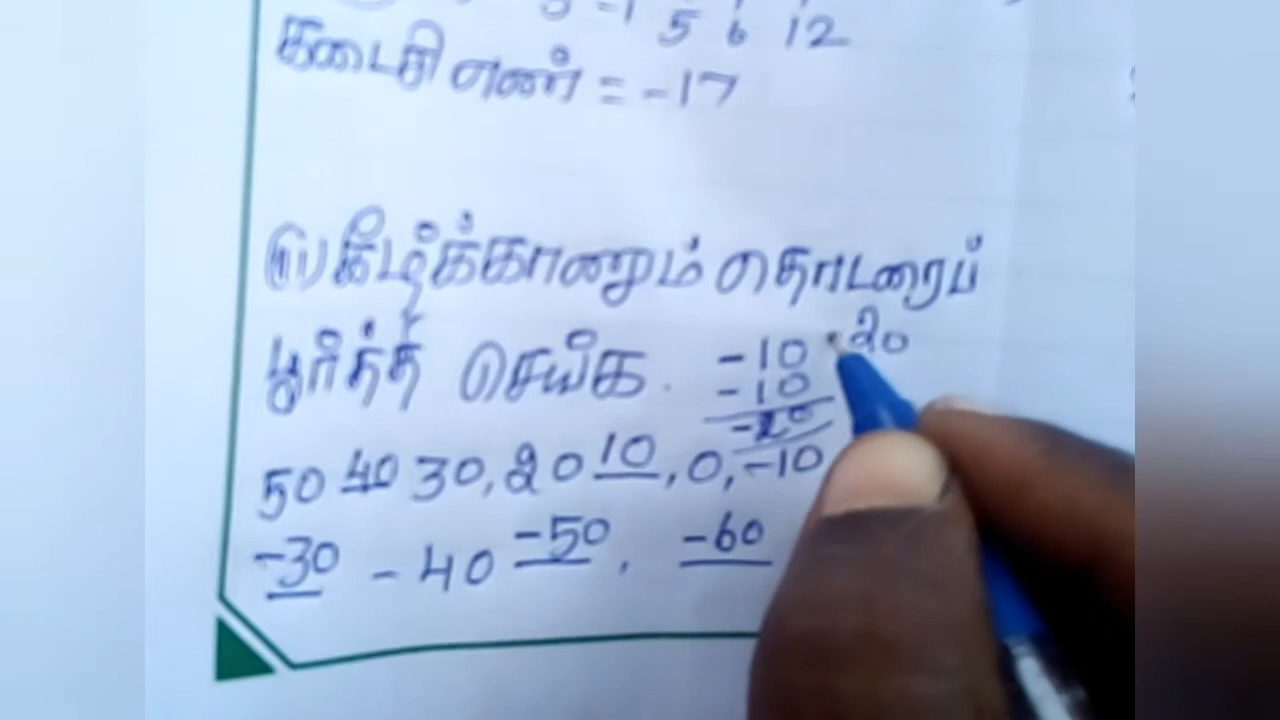 5 6 12
கடைசி எண் = -17
கீழ்க்காணும் தொடரைப்
பூர்த்தி செய்க. -10 20
-10
-20
50 40 30, 20 10, 0, -10
-30 - 40 -50, -60